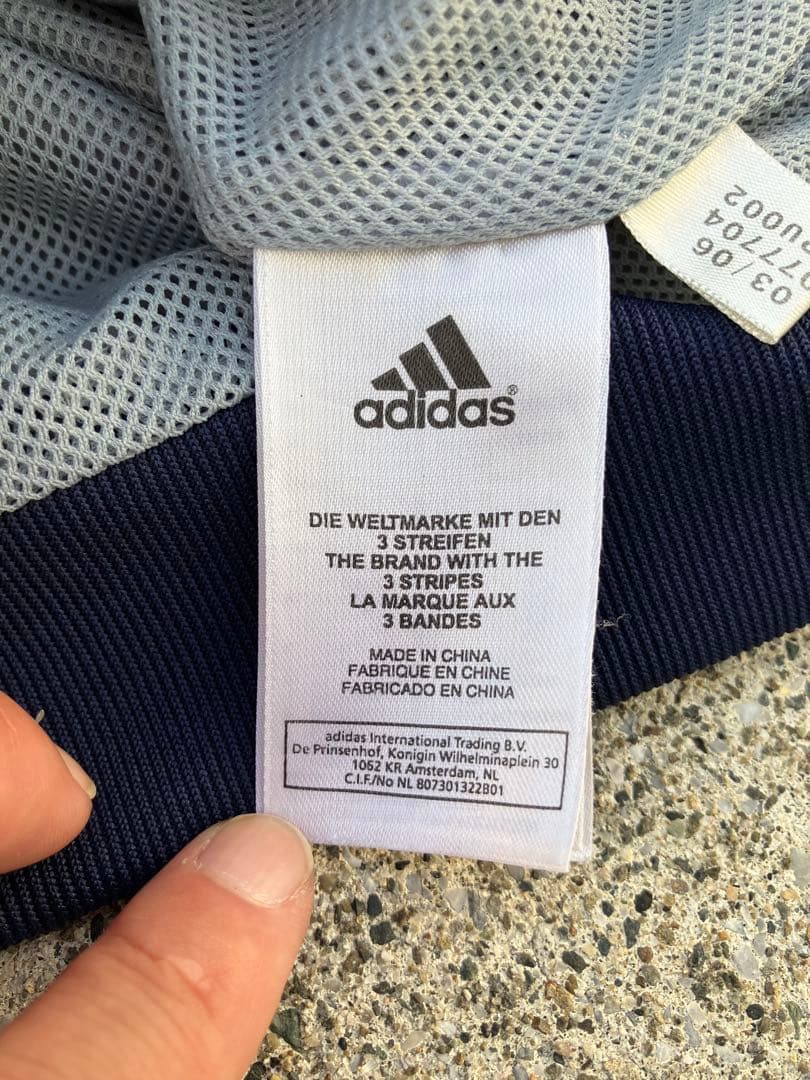 adidas®
DIE WELTMARKE MIT DEN
3 STREIFEN
THE BRAND WITH THE
3 STRIPES
LA MARQUE AUX
3 BANDES
MADE IN CHINA
FABRIQUE EN CHINE
FABRICADO EN CHINA
adidas International Trading B.V.
De Prinsenhof, Konigin Wilhelminaplein 30
1062 KR Amsterdam, NL
C.I.F./No NL 807301322B01
03/06
77704
U002